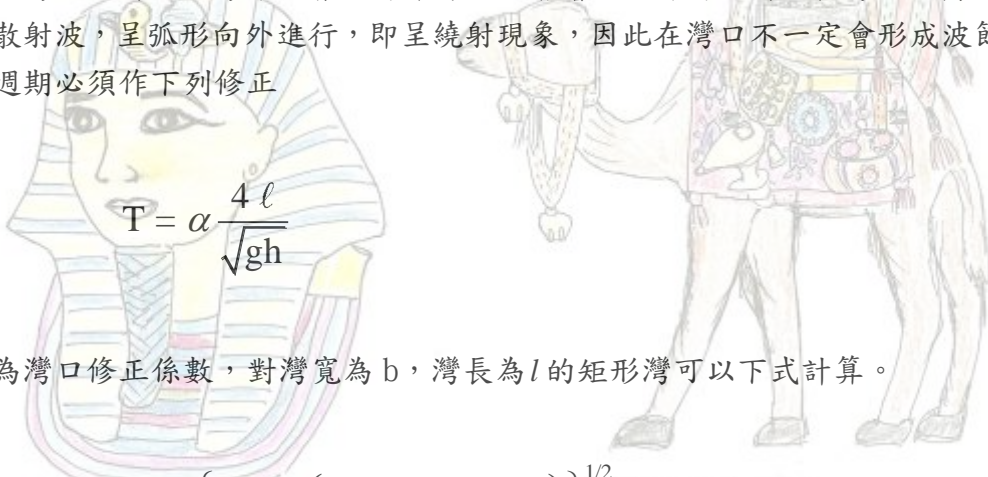 散射波，呈弧形向外進行，即呈繞射現象，因此在灣口不一定會形成波節
週期必須作下列修正
T = α 4 ℓ / √gh
為灣口修正係數，對灣寬為 b，灣長為 l 的矩形灣可以下式計算。
1/2